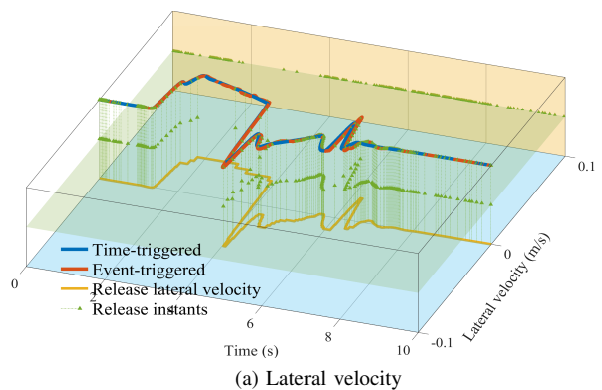 0.1
0
-0.1
Lateral velocity (m/s)
Time-triggered
Event-triggered
Release lateral velocity
Release instants
0
2
4
6
8
10
Time (s)
(a) Lateral velocity